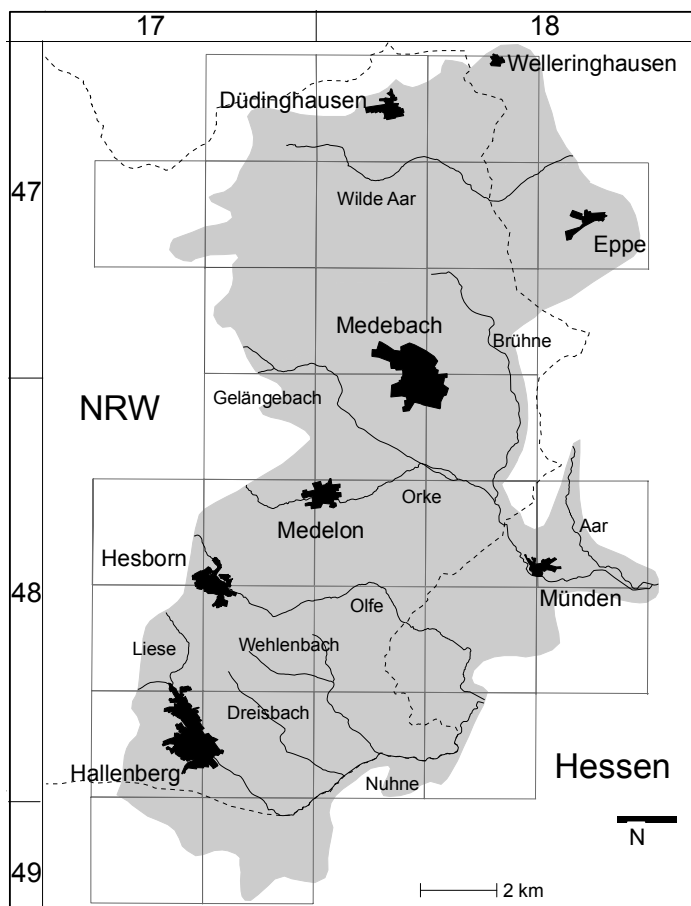 17 18
Welleringhausen
Düdinghausen
47
Wilde Aar
Eppe
Medebach
Brühne
Gelängebach
NRW
Orke
Aar
Medelon
Hesborn
Münden
48
Olfe
Liese
Wehlenbach
Dreisbach
Hessen
Hallenberg
Nuhne
N
49
2 km